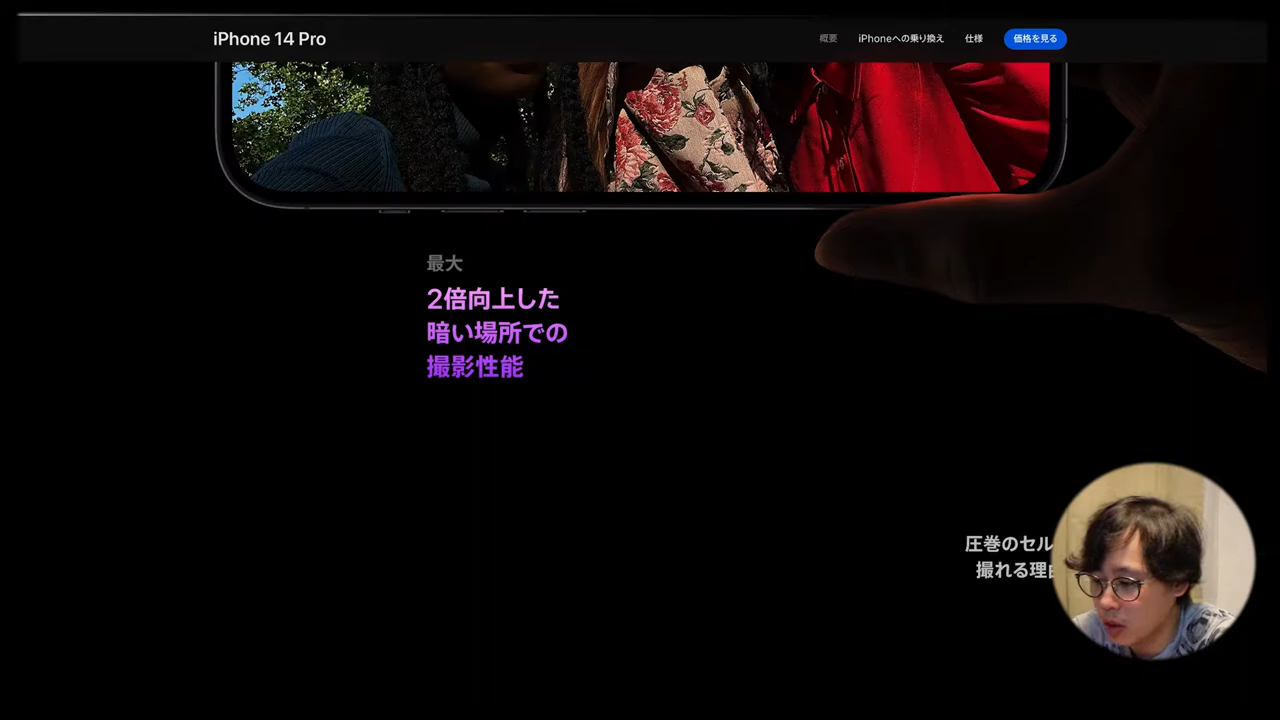 iPhone 14 Pro
概要
iPhoneへの乗り換え
仕様
価格を見る
最大
2倍向上した
暗い場所での
撮影性能
圧巻のセル
撮れる理